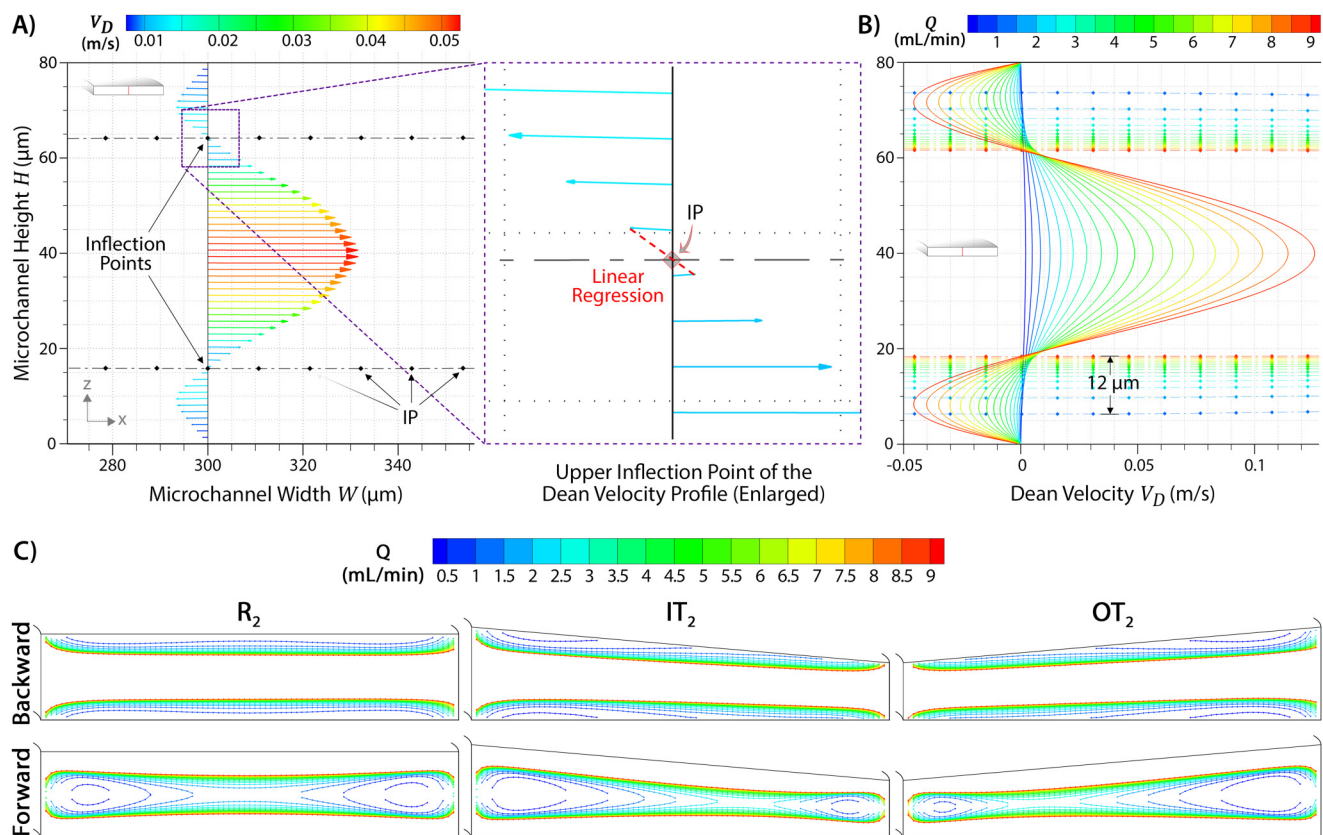 A)
V_D
(m/s)
0.01 0.02 0.03 0.04 0.05
Microchannel Height H (μm)
80
60
40
20
0
Inflection
Points
IP
Z
X
280 300 320 340
Microchannel Width W (μm)
IP
Linear
Regression
Upper Inflection Point of the
Dean Velocity Profile (Enlarged)
B)
Q
(mL/min)
1 2 3 4 5 6 7 8 9
80
60
40
20
0
12 μm
-0.05 0 0.05 0.1
Dean Velocity V_D (m/s)
C)
Q
(mL/min)
0.5 1 1.5 2 2.5 3 3.5 4 4.5 5 5.5 6 6.5 7 7.5 8 8.5 9
R₂ IT₂ OT₂
Backward
Forward